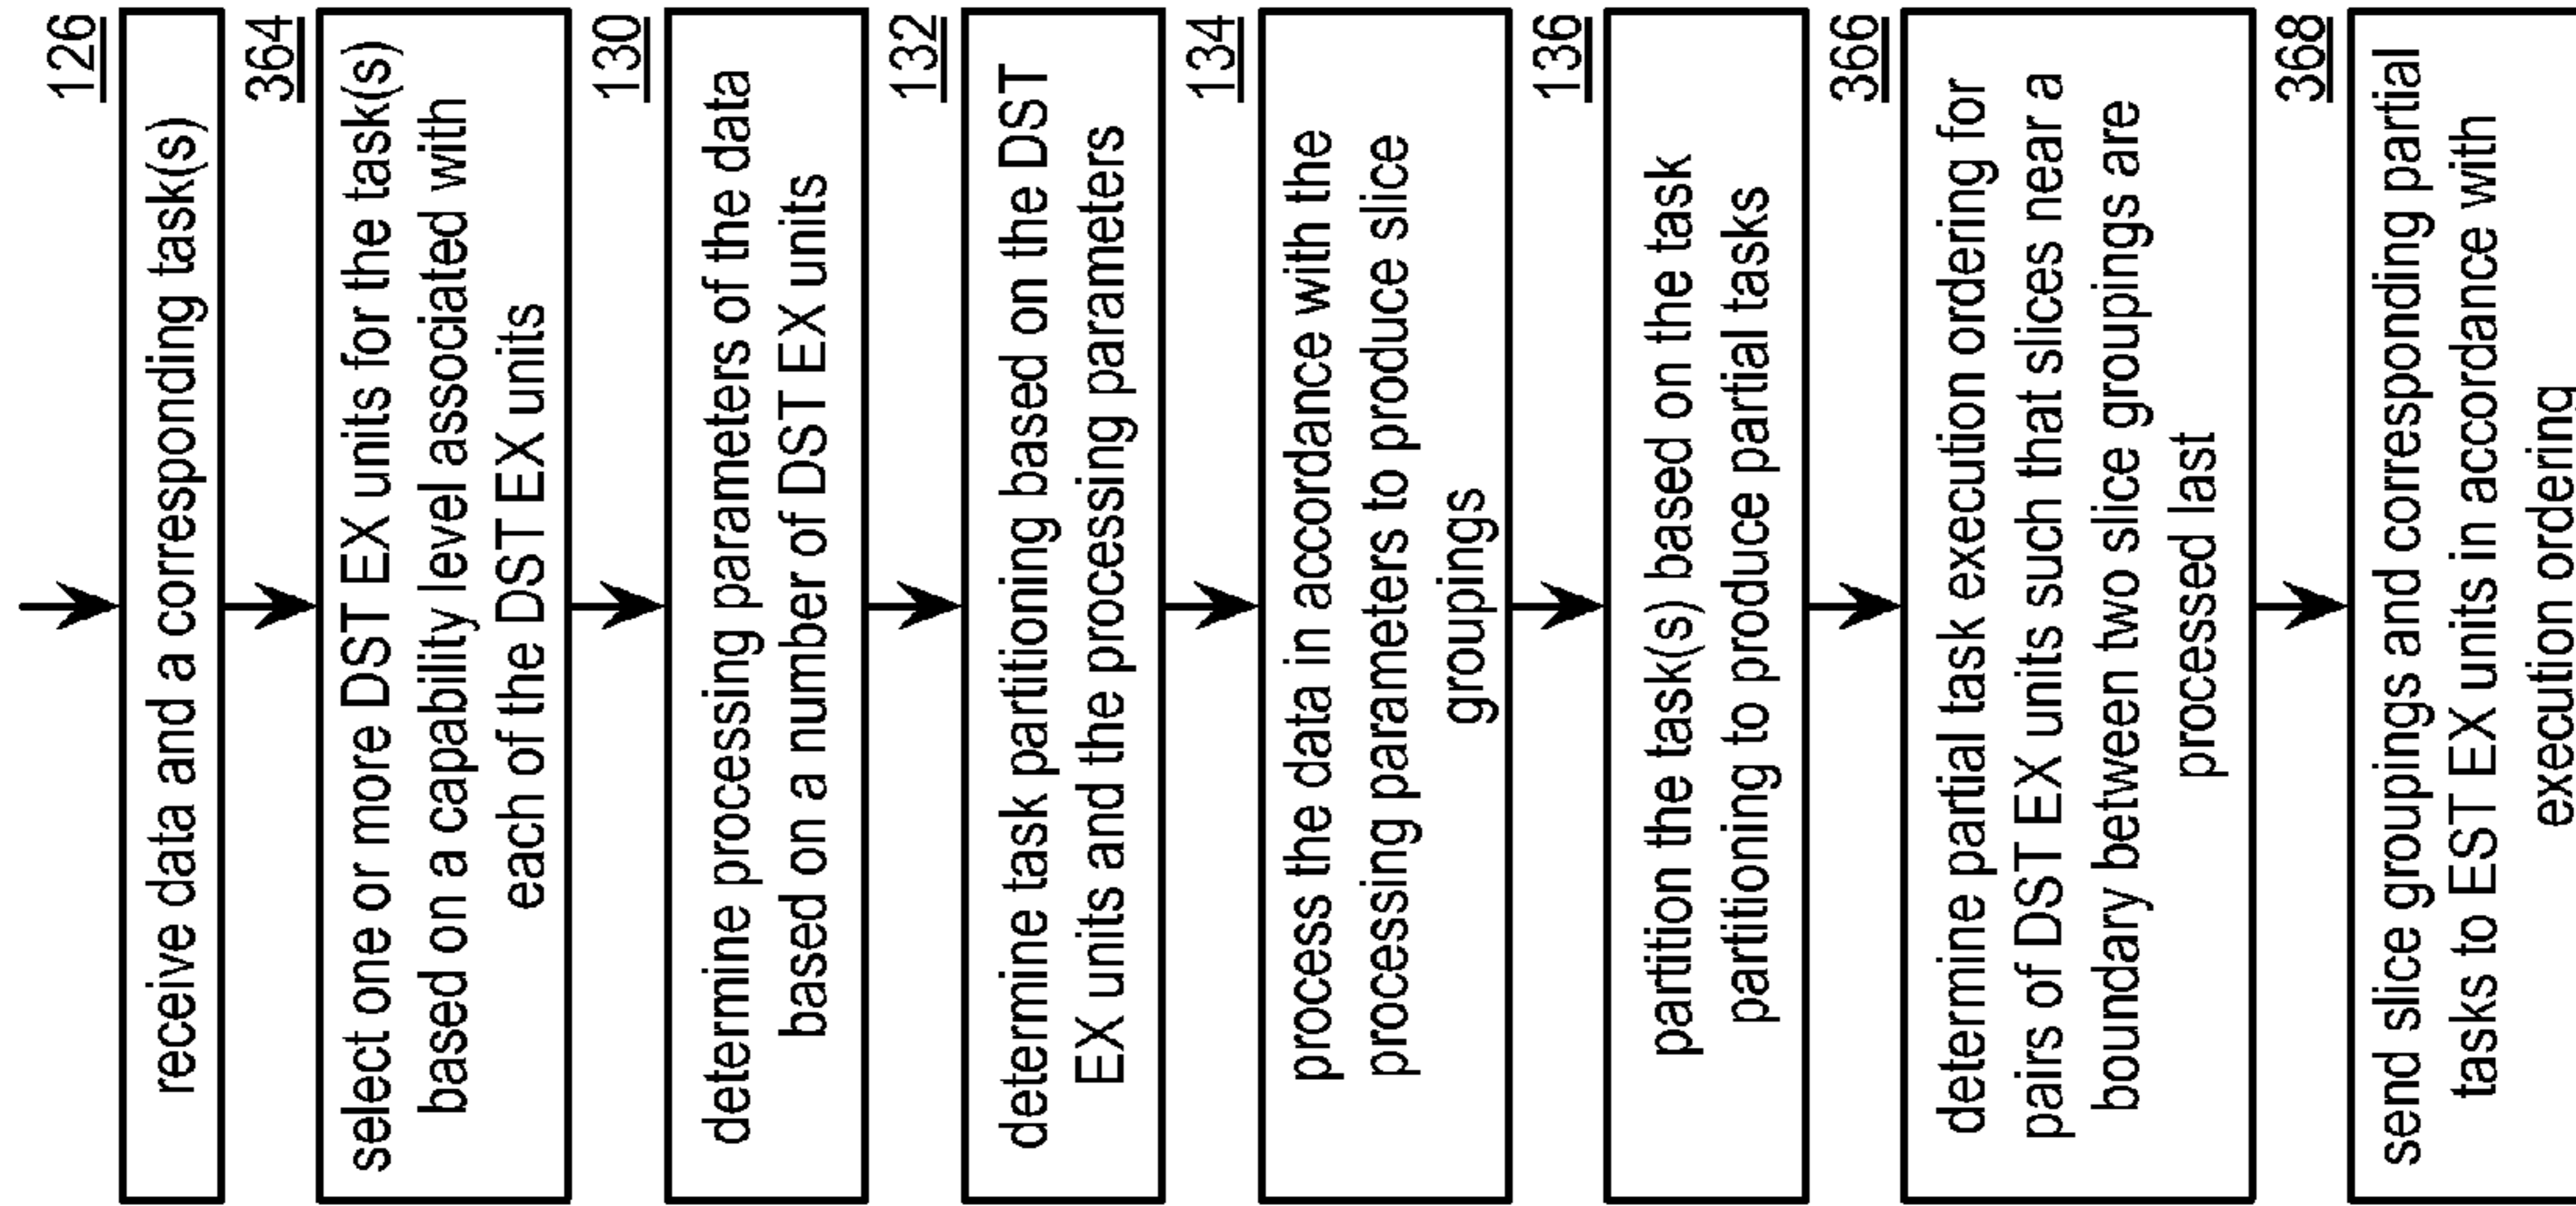 126
receive data and a corresponding task(s)
364
select one or more DST EX units for the task(s)
based on a capability level associated with
each of the DST EX units
130
determine processing parameters of the data
based on a number of DST EX units
132
determine task partitioning based on the DST
EX units and the processing parameters
134
process the data in accordance with the
processing parameters to produce slice
groupings
136
partition the task(s) based on the task
partitioning to produce partial tasks
366
determine partial task execution ordering for
pairs of DST EX units such that slices near a
boundary between two slice groupings are
processed last
368
send slice groupings and corresponding partial
tasks to EST EX units in accordance with
execution ordering